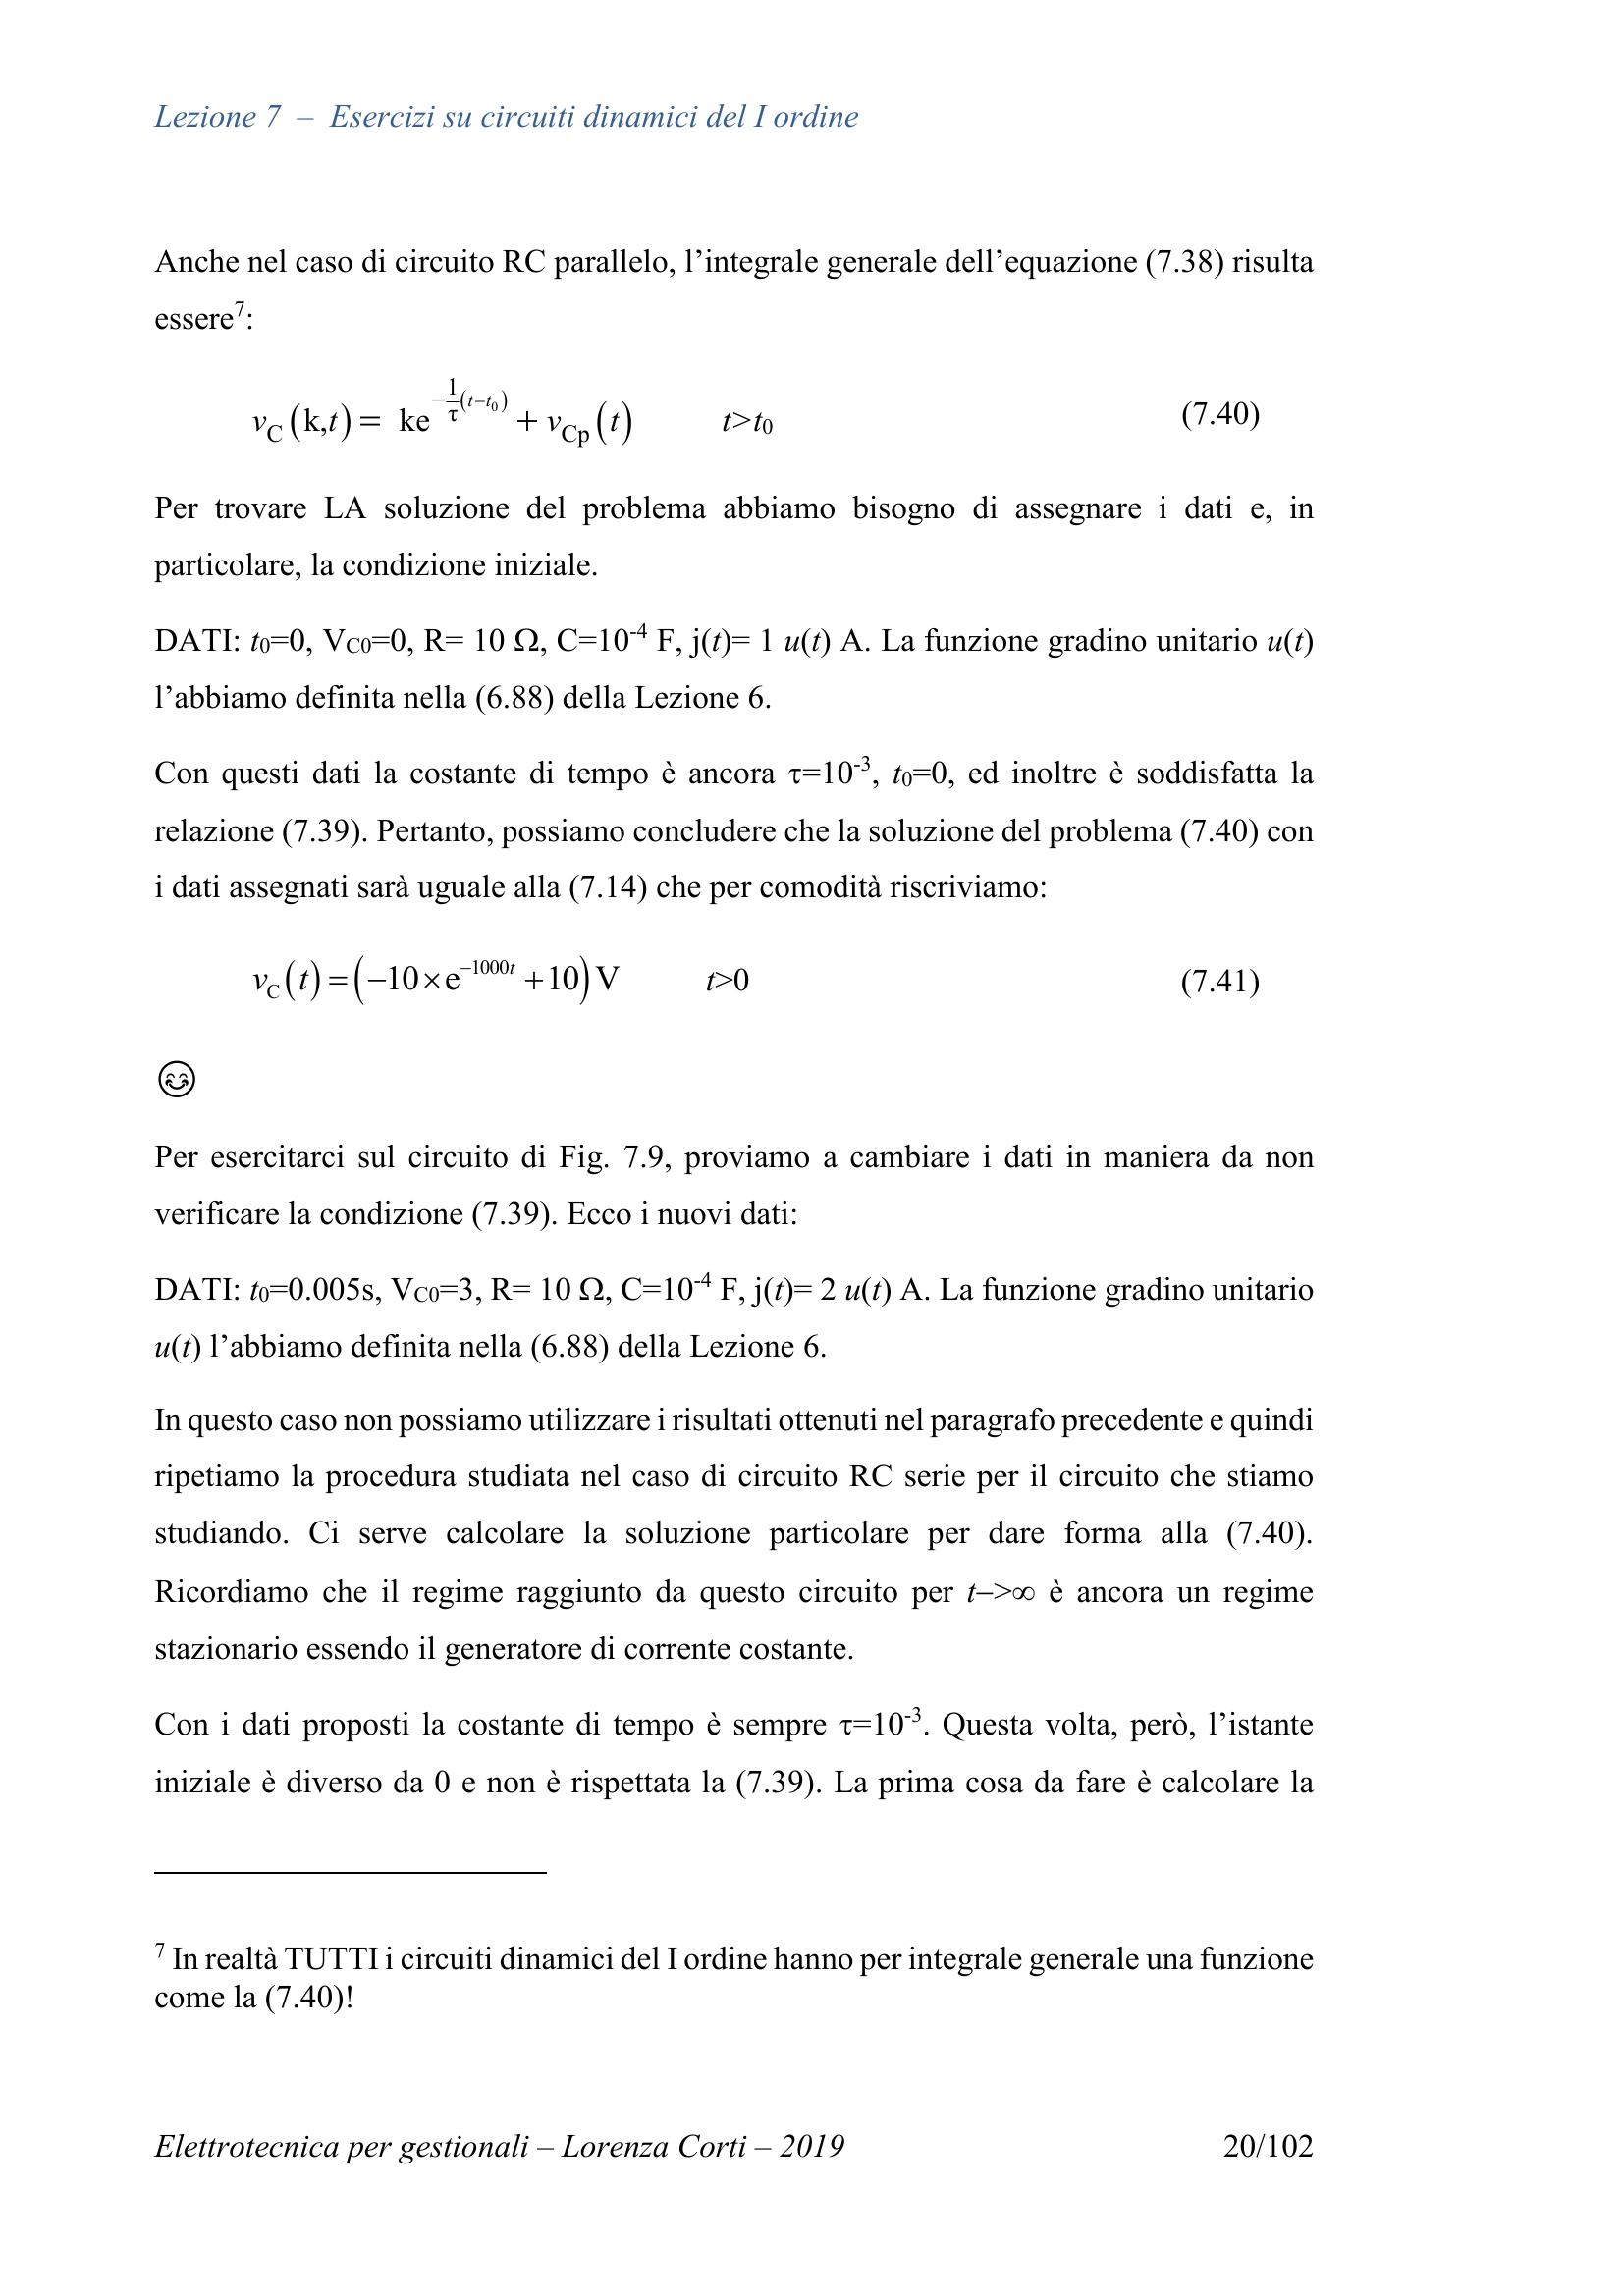 Lezione 7 – Esercizi su circuiti dinamici del I ordine
Anche nel caso di circuito RC parallelo, l’integrale generale dell’equazione (7.38) risulta
essere⁷:
v_C (k,t) = ke^{-\frac{1}{τ}(t-t_0)} + v_{Cp}(t) t>t₀ (7.40)
Per trovare LA soluzione del problema abbiamo bisogno di assegnare i dati e, in
particolare, la condizione iniziale.
DATI: t₀=0, V_{C0}=0, R= 10 Ω, C=10⁻⁴ F, j(t)= 1 u(t) A. La funzione gradino unitario u(t)
l’abbiamo definita nella (6.88) della Lezione 6.
Con questi dati la costante di tempo è ancora τ=10⁻³, t₀=0, ed inoltre è soddisfatta la
relazione (7.39). Pertanto, possiamo concludere che la soluzione del problema (7.40) con
i dati assegnati sarà uguale alla (7.14) che per comodità riscriviamo:
v_C(t) = (−10×e^{−1000t} +10) V t>0 (7.41)
😊
Per esercitarci sul circuito di Fig. 7.9, proviamo a cambiare i dati in maniera da non
verificare la condizione (7.39). Ecco i nuovi dati:
DATI: t₀=0.005s, V_{C0}=3, R= 10 Ω, C=10⁻⁴ F, j(t)= 2 u(t) A. La funzione gradino unitario
u(t) l’abbiamo definita nella (6.88) della Lezione 6.
In questo caso non possiamo utilizzare i risultati ottenuti nel paragrafo precedente e quindi
ripetiamo la procedura studiata nel caso di circuito RC serie per il circuito che stiamo
studiando. Ci serve calcolare la soluzione particolare per dare forma alla (7.40).
Ricordiamo che il regime raggiunto da questo circuito per t–>∞ è ancora un regime
stazionario essendo il generatore di corrente costante.
Con i dati proposti la costante di tempo è sempre τ=10⁻³. Questa volta, però, l’istante
iniziale è diverso da 0 e non è rispettata la (7.39). La prima cosa da fare è calcolare la
⁷ In realtà TUTTI i circuiti dinamici del I ordine hanno per integrale generale una funzione
come la (7.40)!
Elettrotecnica per gestionali – Lorenza Corti – 2019 20/102